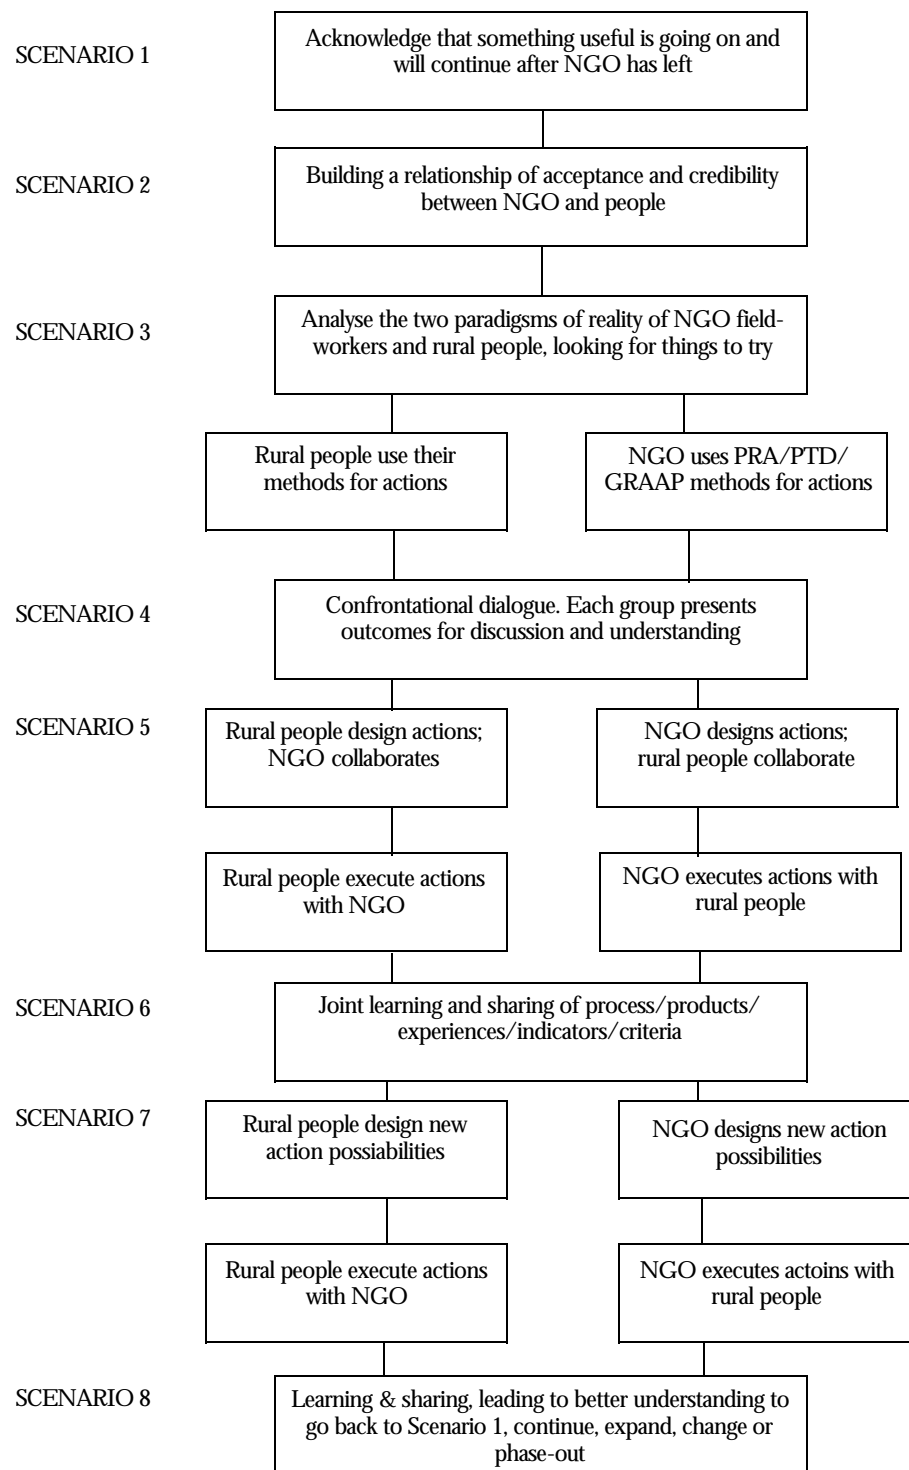 SCENARIO 1
Acknowledge that something useful is going on and
will continue after NGO has left
SCENARIO 2
Building a relationship of acceptance and credibility
between NGO and people
SCENARIO 3
Analyse the two paradigsms of reality of NGO field-
workers and rural people, looking for things to try
Rural people use their
methods for actions
NGO uses PRA/PTD/
GRAAP methods for actions
SCENARIO 4
Confrontational dialogue. Each group presents
outcomes for discussion and understanding
SCENARIO 5
Rural people design actions;
NGO collaborates
NGO designs actions;
rural people collaborate
Rural people execute actions
with NGO
NGO executes actions with
rural people
SCENARIO 6
Joint learning and sharing of process/products/
experiences/indicators/criteria
SCENARIO 7
Rural people design new
action possiabilities
NGO designs new action
possibilities
Rural people execute actions
with NGO
NGO executes actoins with
rural people
SCENARIO 8
Learning & sharing, leading to better understanding to
go back to Scenario 1, continue, expand, change or
phase-out